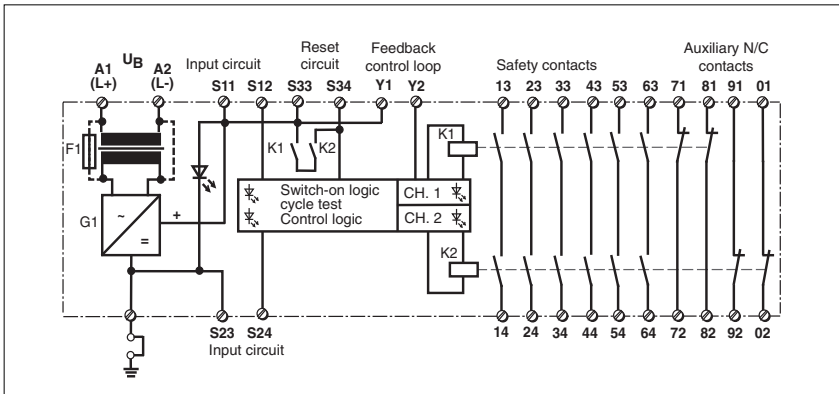 UB
A1
(L+)
A2
(L-)
Input circuit
S11 S12
Reset
circuit
S33 S34
Feedback
control loop
Y1 Y2
Safety contacts
13 23 33 43 53 63 71 81 91 01
Auxiliary N/C
contacts
F1
K1 K2
K1
Switch-on logic
cycle test
Control logic
CH. 1
CH. 2
G1
~
=
+
K2
S23 S24
Input circuit
14 24 34 44 54 64 72 82 92 02